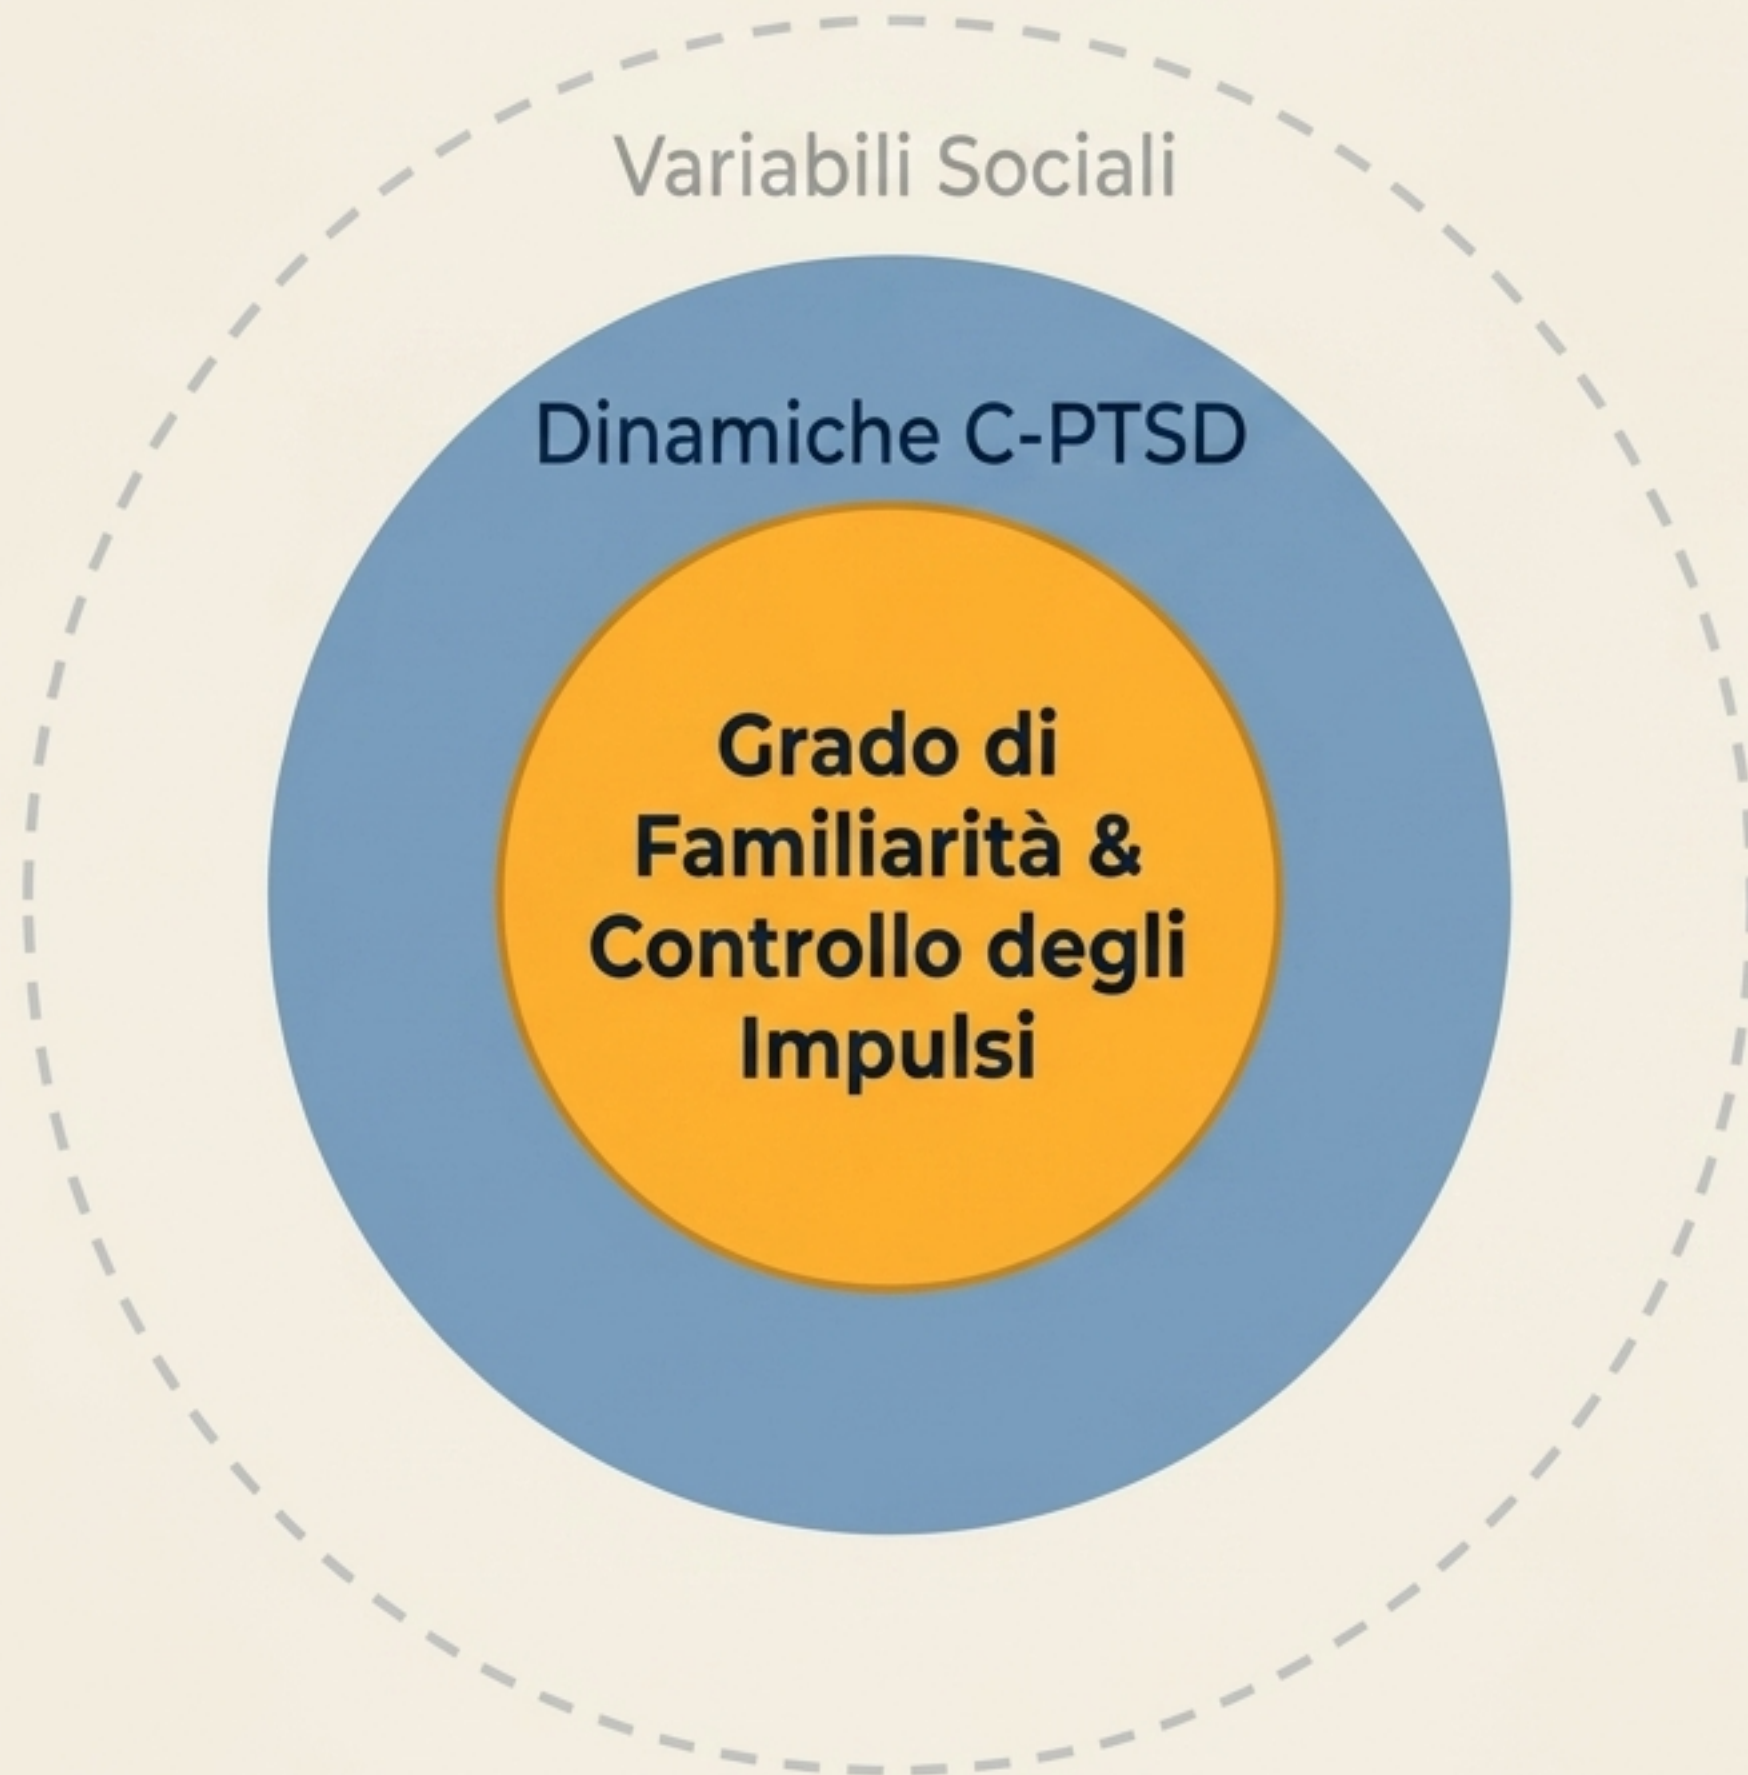 Variabili Sociali
Dinamiche C-PTSD
Grado di
Familiarità &
Controllo degli
Impulsi